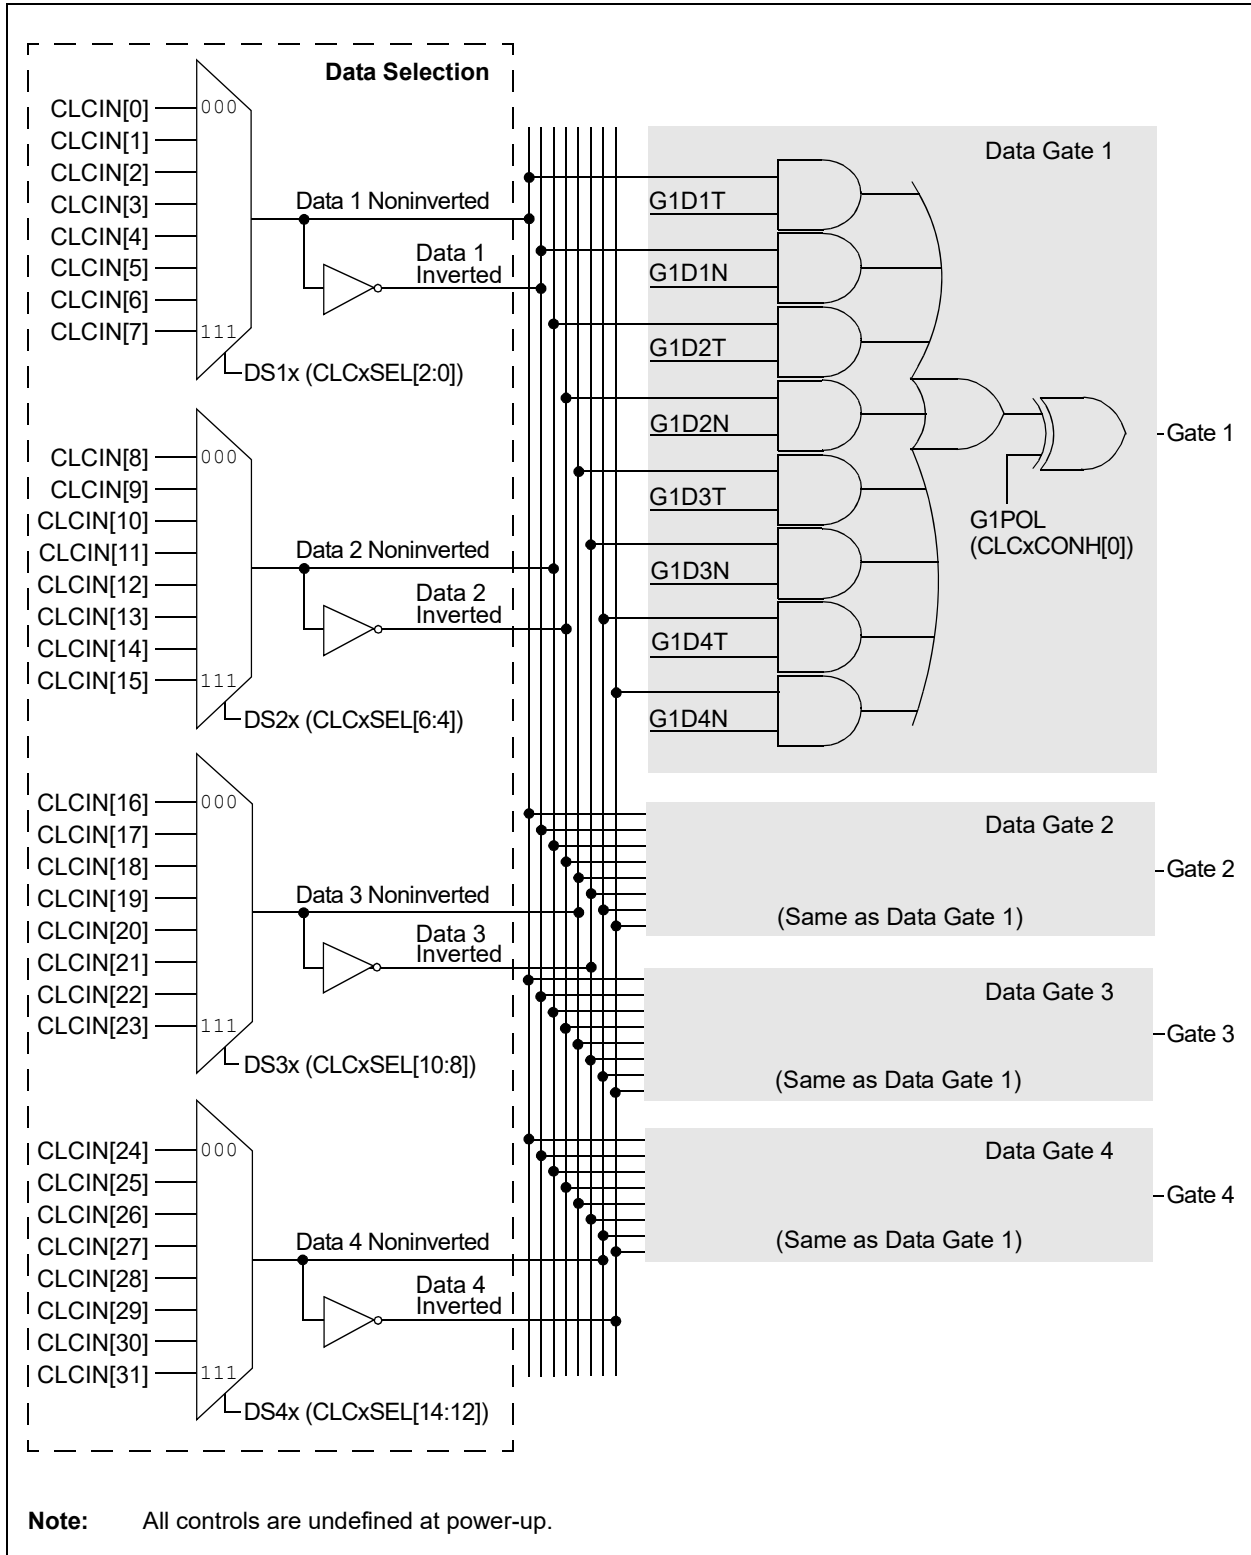 Data Selection
CLCIN[0]
CLCIN[1]
CLCIN[2]
CLCIN[3]
CLCIN[4]
CLCIN[5]
CLCIN[6]
CLCIN[7]
000
111
DS1x (CLCxSEL[2:0])
Data 1 Noninverted
Data 1
Inverted
CLCIN[8]
CLCIN[9]
CLCIN[10]
CLCIN[11]
CLCIN[12]
CLCIN[13]
CLCIN[14]
CLCIN[15]
000
111
DS2x (CLCxSEL[6:4])
Data 2 Noninverted
Data 2
Inverted
CLCIN[16]
CLCIN[17]
CLCIN[18]
CLCIN[19]
CLCIN[20]
CLCIN[21]
CLCIN[22]
CLCIN[23]
000
111
DS3x (CLCxSEL[10:8])
Data 3 Noninverted
Data 3
Inverted
CLCIN[24]
CLCIN[25]
CLCIN[26]
CLCIN[27]
CLCIN[28]
CLCIN[29]
CLCIN[30]
CLCIN[31]
000
111
DS4x (CLCxSEL[14:12])
Data 4 Noninverted
Data 4
Inverted
Data Gate 1
G1D1T
G1D1N
G1D2T
G1D2N
G1D3T
G1D3N
G1D4T
G1D4N
G1POL
(CLCxCONH[0])
Gate 1
Data Gate 2
(Same as Data Gate 1)
Gate 2
Data Gate 3
(Same as Data Gate 1)
Gate 3
Data Gate 4
(Same as Data Gate 1)
Gate 4
Note: All controls are undefined at power-up.